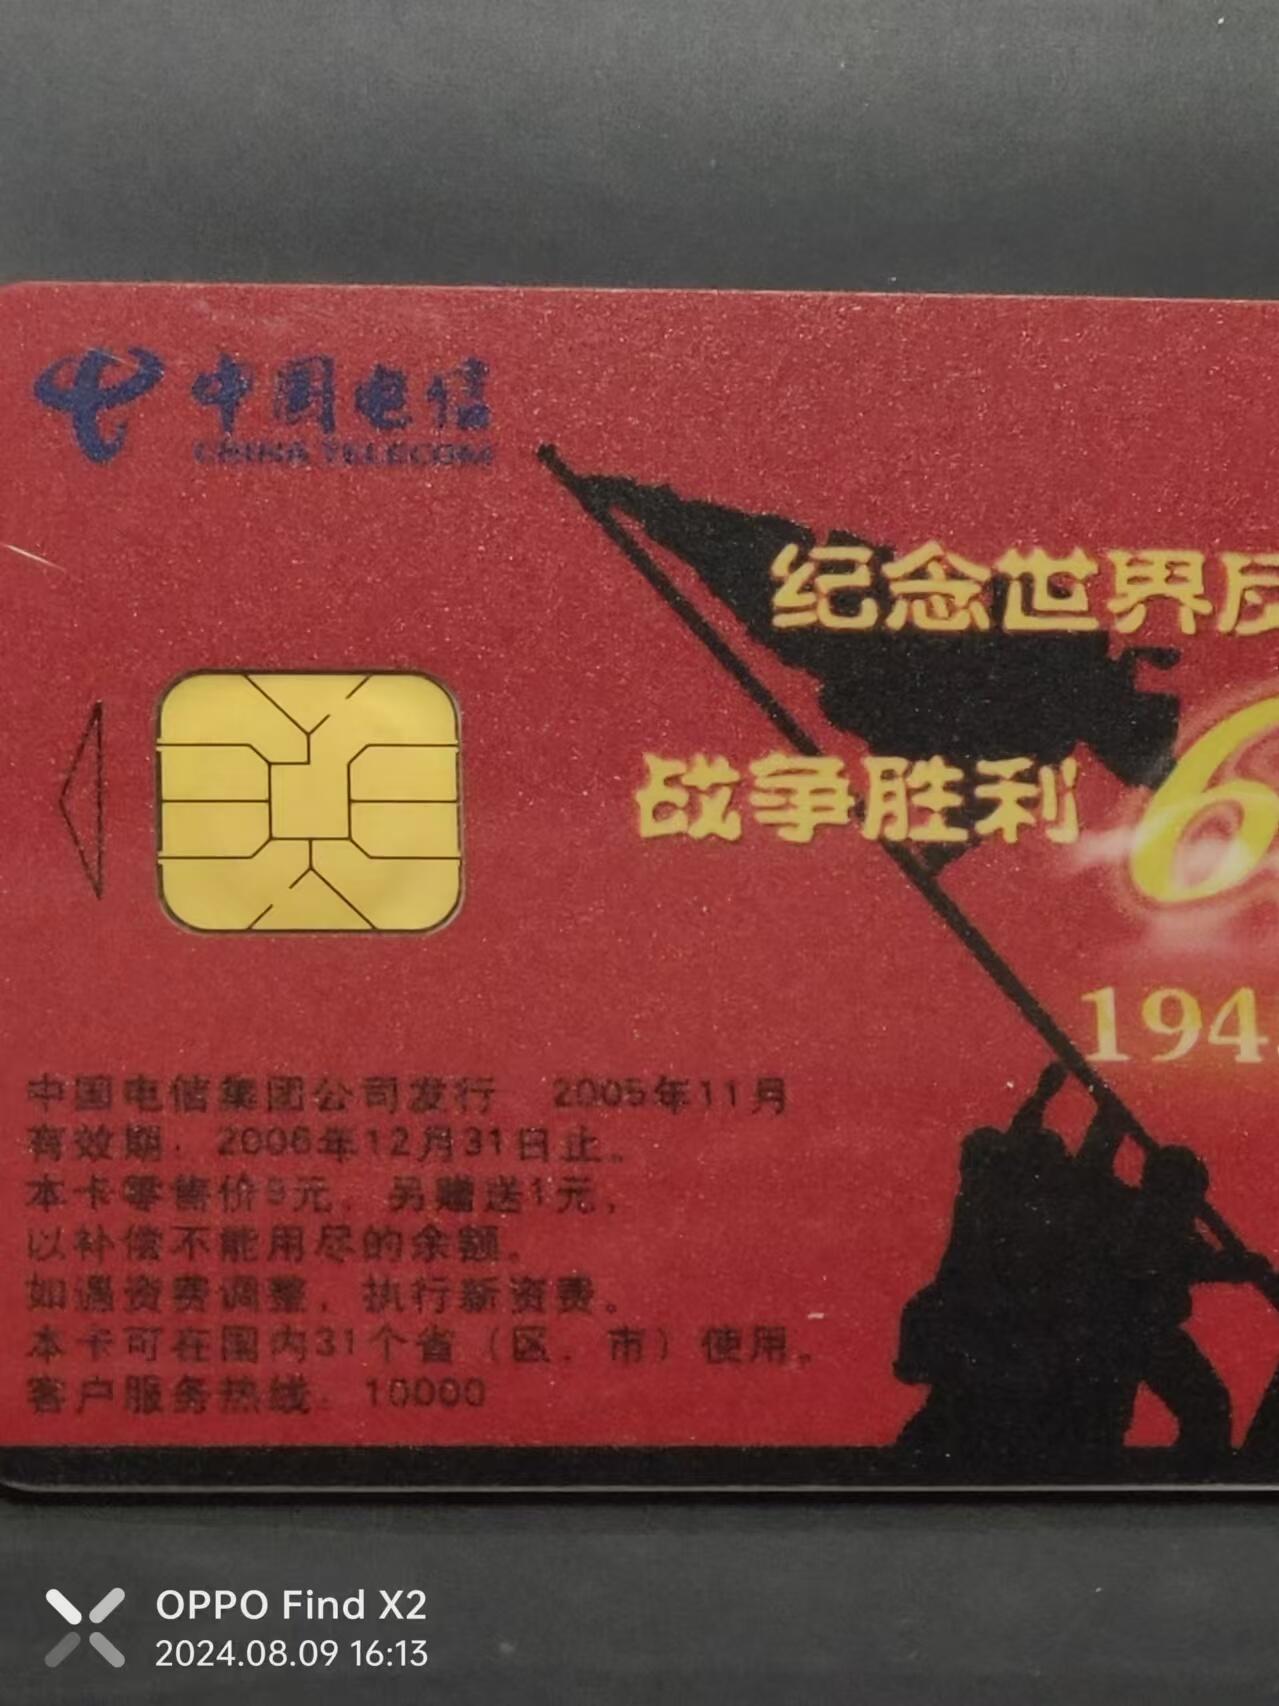 中国电信
CHINA TELECOM
纪念世界反
战争胜利 6
194
中国电信集团公司发行 2005年11月
有效期：2006年12月31日止。
本卡零售价9元，另赠送1元，
以补偿不能用尽的余额。
如遇资费调整，执行新资费。
本卡可在国内31个省（区、市）使用。
客户服务热线：10000
OPPO Find X2
2024.08.09 16:13